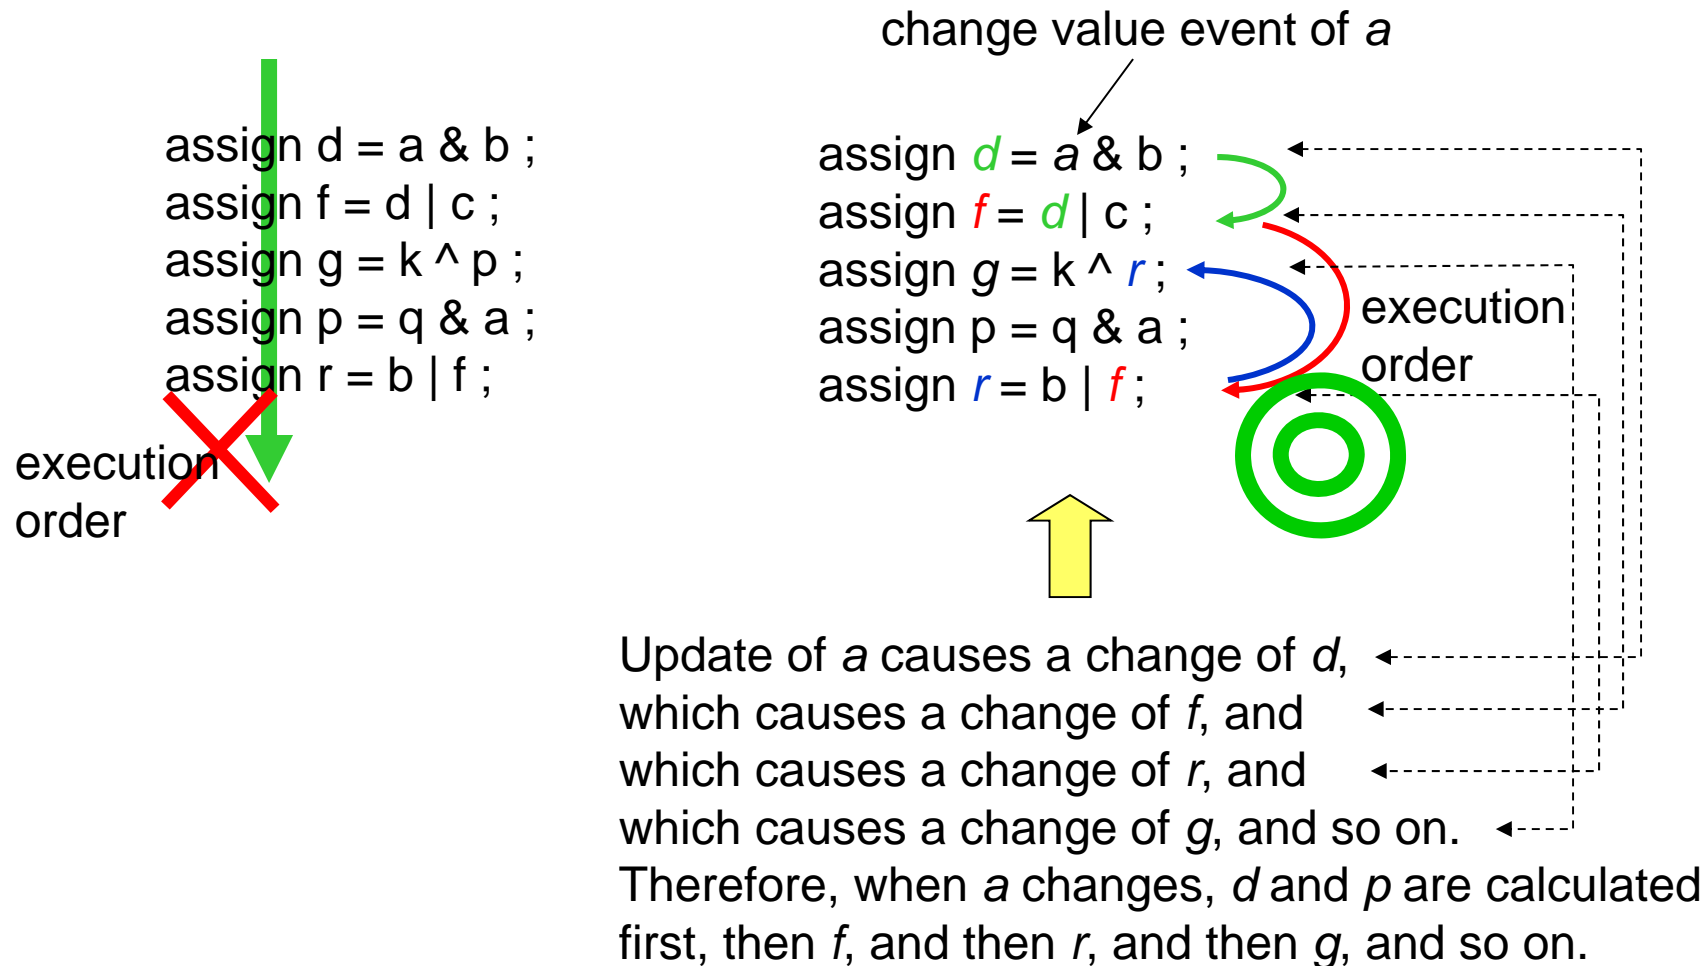 change value event of a
assign d = a & b ;
assign f = d | c ;
assign g = k ^ p ;
assign p = q & a ;
assign r = b | f ;
execution
order
assign d = a & b ;
assign f = d | c ;
assign g = k ^ r ;
assign p = q & a ;
assign r = b | f ;
execution
order
Update of a causes a change of d,
which causes a change of f, and
which causes a change of r, and
which causes a change of g, and so on.
Therefore, when a changes, d and p are calculated
first, then f, and then r, and then g, and so on.